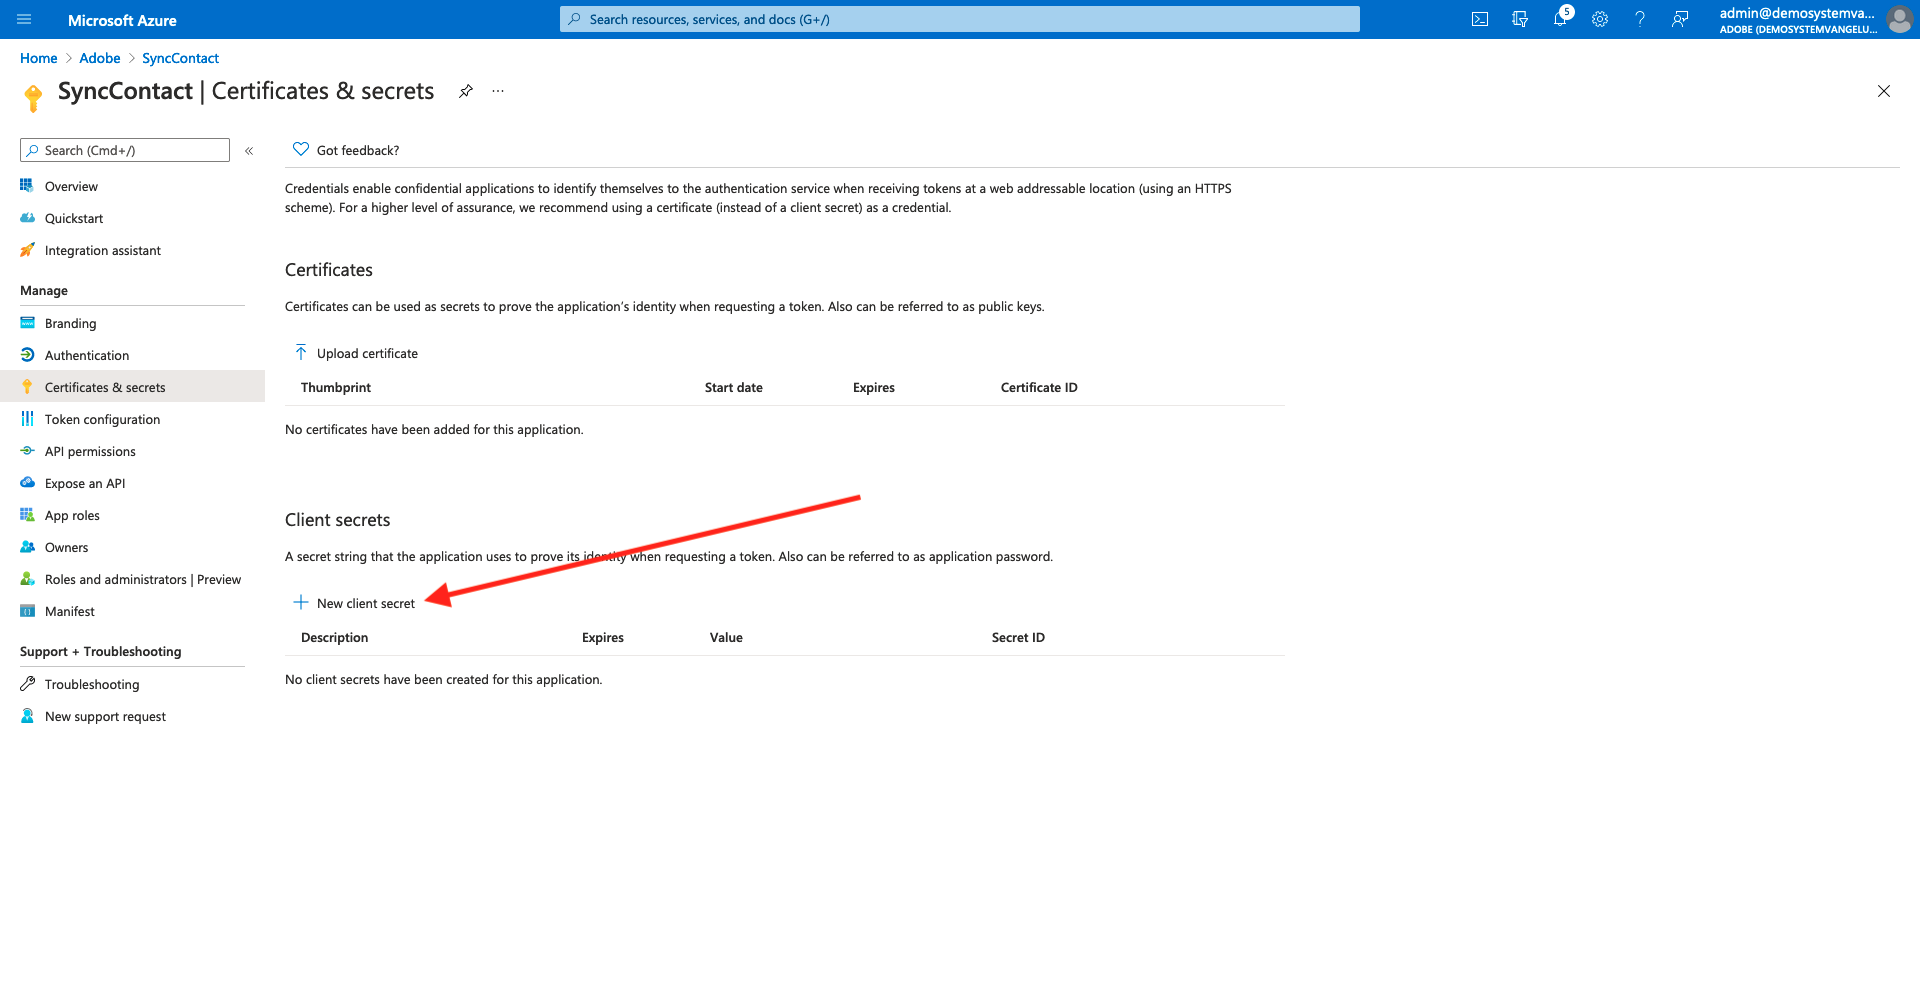 Microsoft Azure
Search resources, services, and docs (G+/)
5
admin@demosystemva...
ADOBE (DEMOSYSTEMVANGELU...
Home > Adobe > SyncContact
SyncContact | Certificates & secrets
Search (Cmd+/)
Overview
Quickstart
Integration assistant
Manage
Branding
Authentication
Certificates & secrets
Token configuration
API permissions
Expose an API
App roles
Owners
Roles and administrators | Preview
Manifest
Support + Troubleshooting
Troubleshooting
New support request
Got feedback?
Credentials enable confidential applications to identify themselves to the authentication service when receiving tokens at a web addressable location (using an HTTPS
scheme). For a higher level of assurance, we recommend using a certificate (instead of a client secret) as a credential.
Certificates
Certificates can be used as secrets to prove the application's identity when requesting a token. Also can be referred to as public keys.
Upload certificate
Thumbprint Start date Expires Certificate ID
No certificates have been added for this application.
Client secrets
A secret string that the application uses to prove its identity when requesting a token. Also can be referred to as application password.
New client secret
Description Expires Value Secret ID
No client secrets have been created for this application.